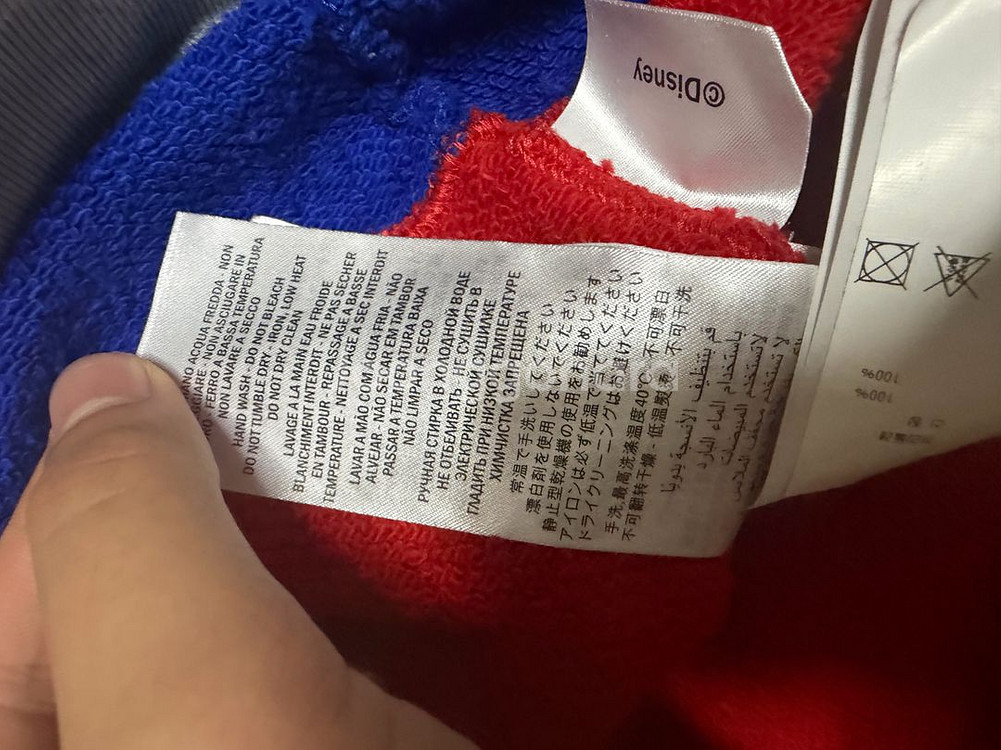 ©Disney
ACQUA FREDDA - NON
NON ASCIUGARE IN
FERRO A BASSA TEMPERATURA
NON LAVARE A SECCO
HAND WASH - DO NOT BLEACH
DO NOT TUMBLE DRY - IRON, LOW HEAT
DO NOT DRY CLEAN
LAVAGE A LA MAIN EAU FROIDE
BLANCHIMENT INTERDIT - NE PAS SECHER
EN TAMBOUR - REPASSAGE A BASSE
TEMPERATURE - NETTOYAGE A SEC INTERDIT
LAVAR A MAO COM AGUA FRIA - NÃO
ALVEJAR - NÃO SECAR EM TAMBOR
PASSAR A TEMPERATURA BAIXA
NÃO LIMPAR A SECO
РУЧНАЯ СТИРКА В ХОЛОДНОЙ ВОДЕ
НЕ ОТБЕЛИВАТЬ - НЕ СУШИТЬ В
ЭЛЕКТРИЧЕСКОЙ СУШИЛКЕ
ГЛАДИТЬ ПРИ НИЗКОЙ ТЕМПЕРАТУРЕ
ХИМЧИСТКА ЗАПРЕЩЕНА
常温で手洗いしてください
漂白剤を使用しないでください
静止型乾燥機の使用をお勧めします
アイロンは必ず低温で当ててください
ドライクリーニングはお避けください
手洗,最高洗涤温度40℃ 不可漂白
不可翻转干燥 低温熨烫 不可干洗
100%
100%